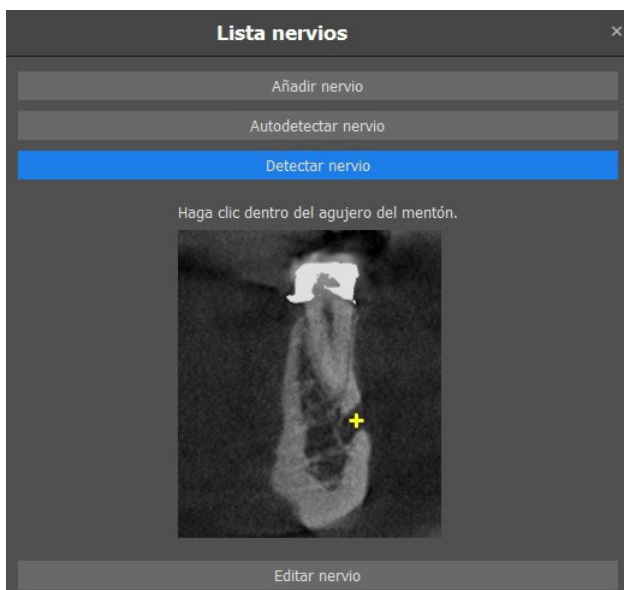 Lista nervios
Añadir nervio
Autodetectar nervio
Detectar nervio
Haga clic dentro del agujero del mentón.
Editar nervio